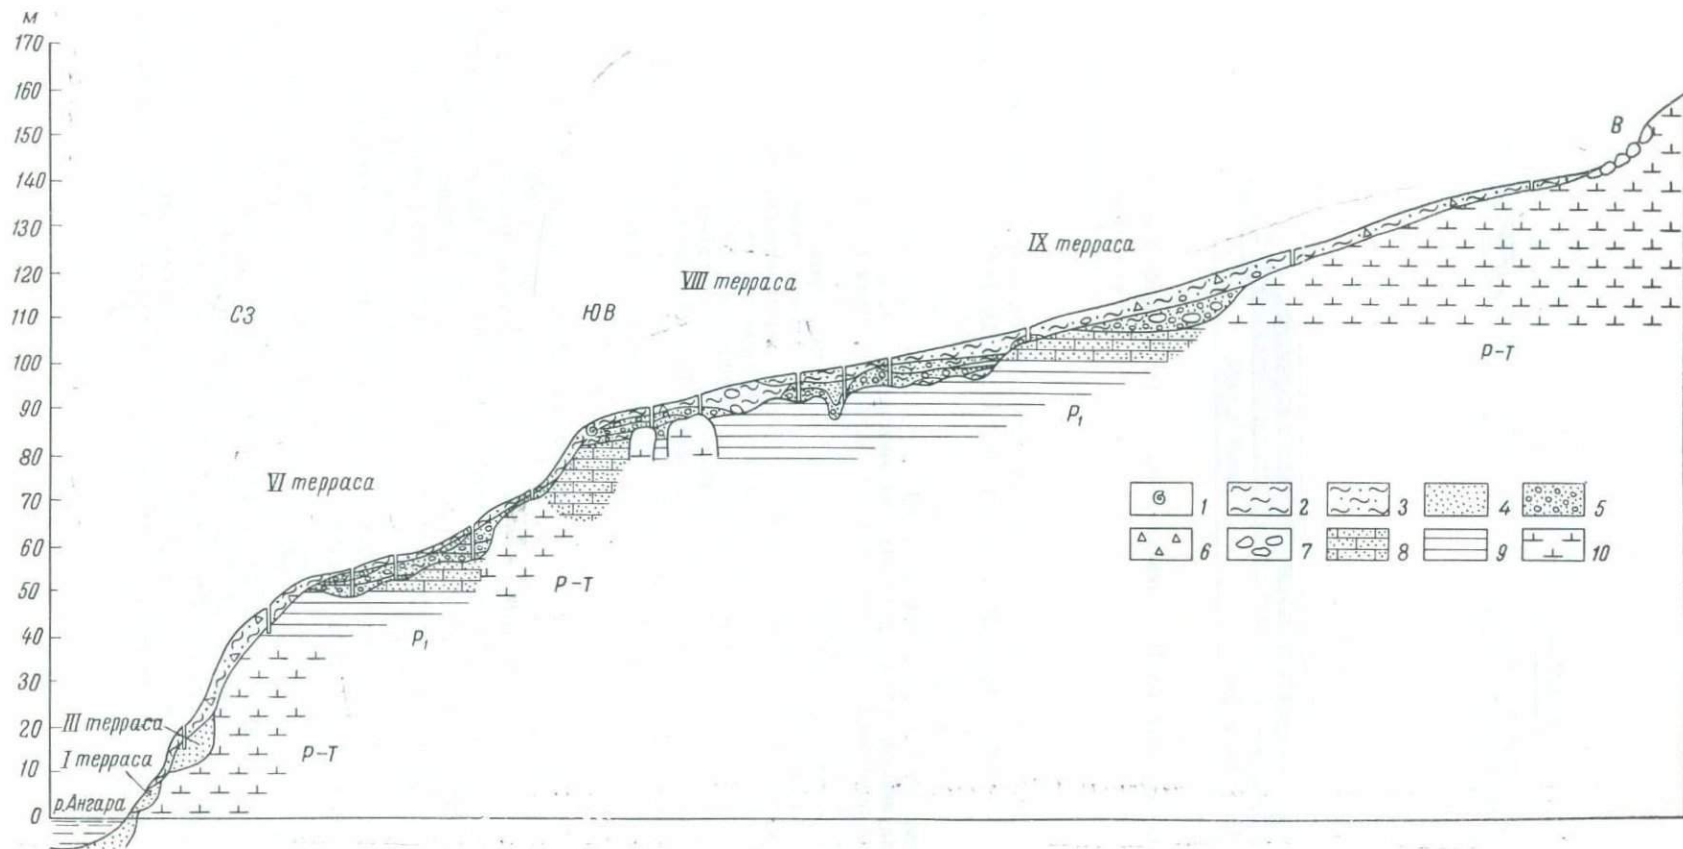 м
170
160
150
140
130
120
110
100
90
80
70
60
50
40
30
20
10
0
В
IX терраса
VIII терраса
СЗ
ЮВ
P–T
P₁
VI терраса
1
2
3
4
5
6
7
8
9
10
P–T
P₁
III терраса
P–T
I терраса
р.Ангара